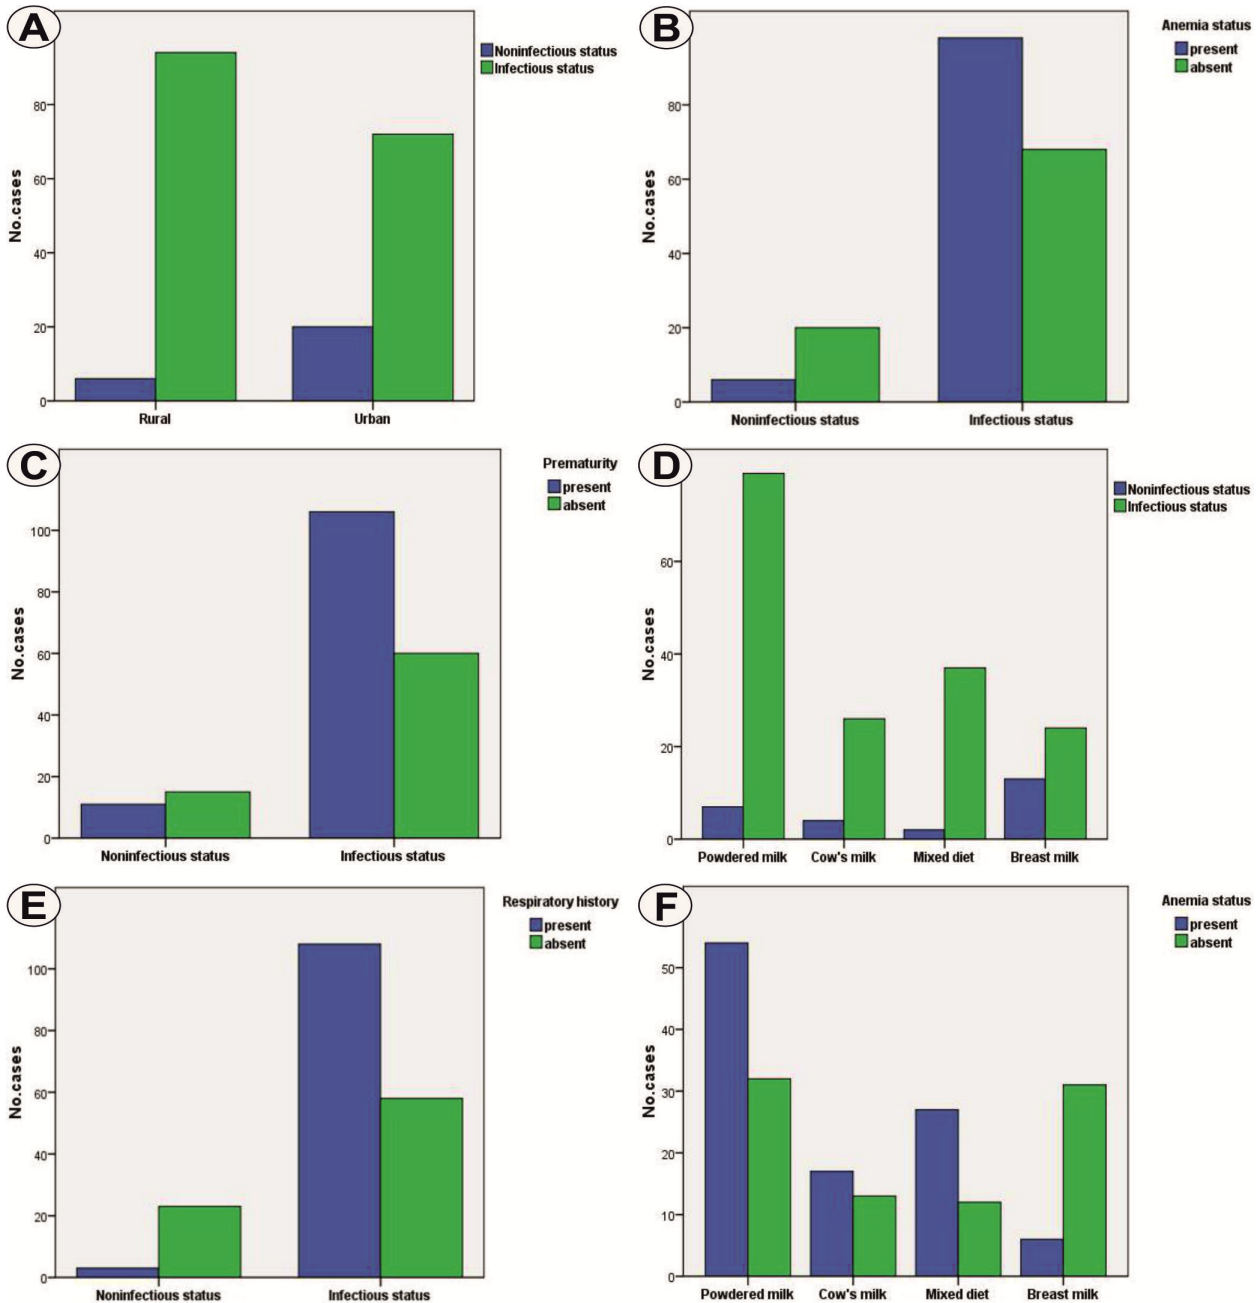 A
No.cases
80
60
40
20
0
Rural
Urban
Noninfectious status
Infectious status
B
No.cases
80
60
40
20
0
Noninfectious status
Infectious status
Anemia status
present
absent
C
No.cases
100
80
60
40
20
0
Noninfectious status
Infectious status
Prematurity
present
absent
D
No.cases
60
40
20
0
Powdered milk
Cow's milk
Mixed diet
Breast milk
Noninfectious status
Infectious status
E
No.cases
100
80
60
40
20
0
Noninfectious status
Infectious status
Respiratory history
present
absent
F
No.cases
50
40
30
20
10
0
Powdered milk
Cow's milk
Mixed diet
Breast milk
Anemia status
present
absent